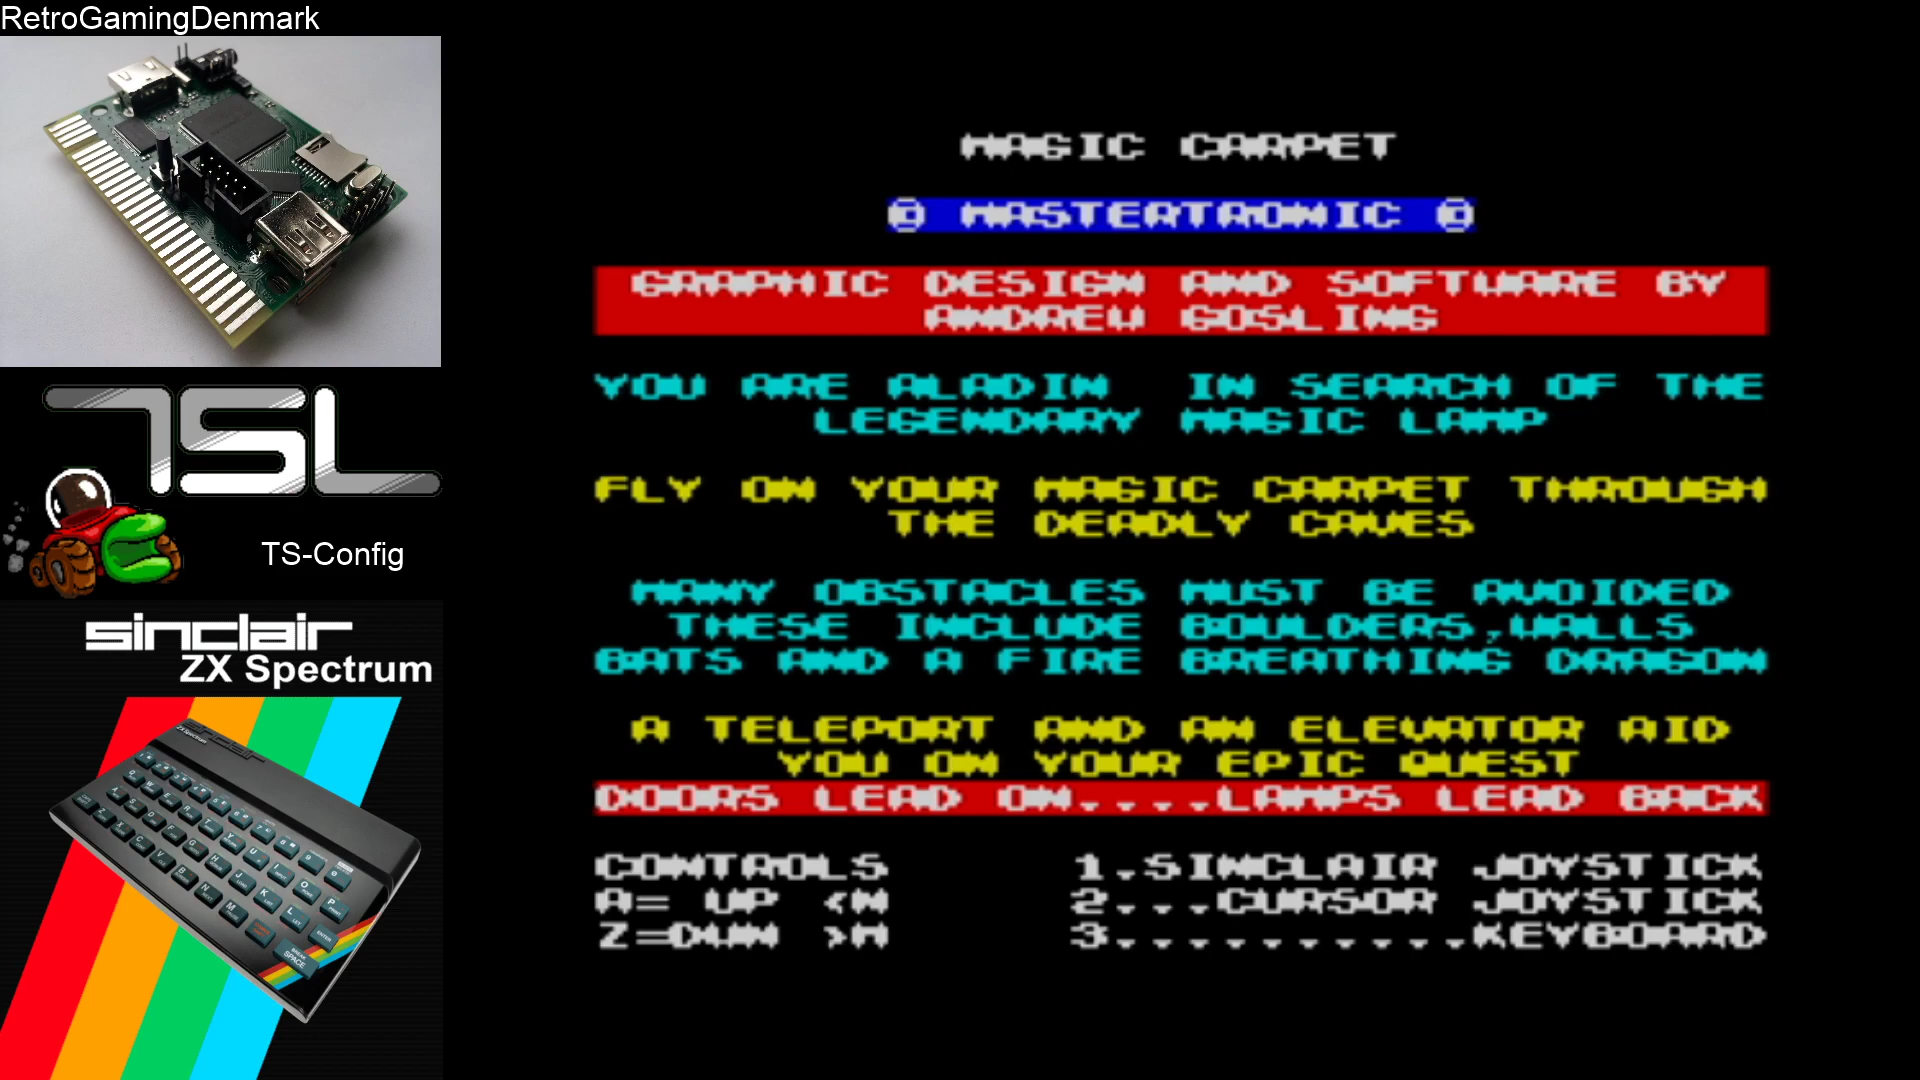 RetroGamingDenmark
TSL
TS-Config
sinclair
ZX Spectrum
MAGIC CARPET
@ MASTERTRONIC @
GRAPHIC DESIGN AND SOFTWARE BY
ANDREW GOSLING
YOU ARE ALADIN IN SEARCH OF THE
LEGENDARY MAGIC LAMP
FLY ON YOUR MAGIC CARPET THROUGH
THE DEADLY CAVES
MANY OBSTACLES MUST BE AVOIDED
THESE INCLUDE BOULDERS,WALLS
BATS AND A FIRE BREATHING DRAGON
A TELEPORT AND AN ELEVATOR AID
YOU ON YOUR EPIC QUEST
DOORS LEAD ON....LAMPS LEAD BACK
CONTROLS 1.SINCLAIR JOYSTICK
A= UP <N 2...CURSOR JOYSTICK
Z=DWN >M 3..........KEYBOARD